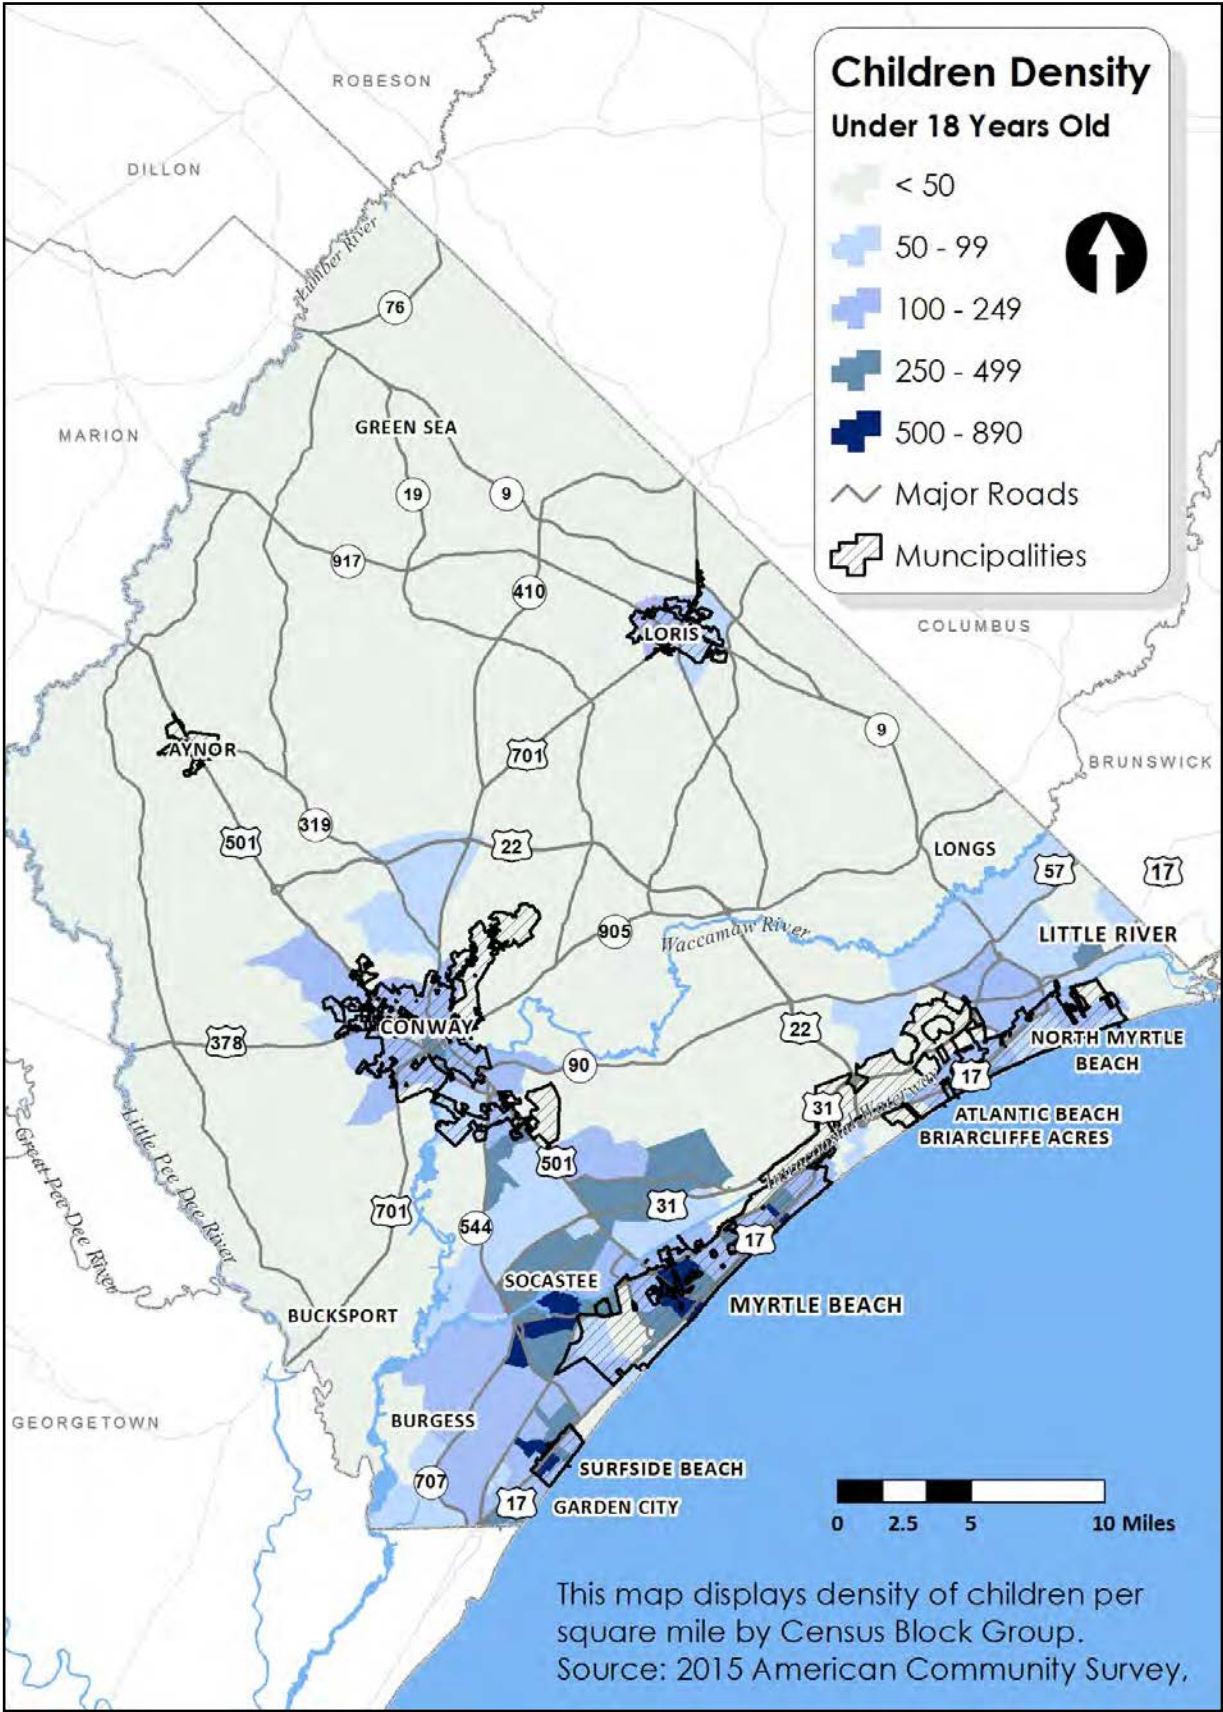 Children Density
Under 18 Years Old
< 50
50 - 99
100 - 249
250 - 499
500 - 890
Major Roads
Muncipalities
ROBESON
DILLON
Lumber River
76
MARION
GREEN SEA
19
9
917
410
LORIS
COLUMBUS
9
AYNOR
701
BRUNSWICK
319
501
22
LONGS
57
17
905
Waccamaw River
LITTLE RIVER
CONWAY
378
22
NORTH MYRTLE
BEACH
90
17
31
Intracoastal Waterway
ATLANTIC BEACH
BRIARCLIFFE ACRES
Little Pee Dee River
Great Pee Dee River
501
701
544
31
17
SOCASTEE
MYRTLE BEACH
BUCKSPORT
GEORGETOWN
BURGESS
SURFSIDE BEACH
707
17
GARDEN CITY
0 2.5 5 10 Miles
This map displays density of children per
square mile by Census Block Group.
Source: 2015 American Community Survey,